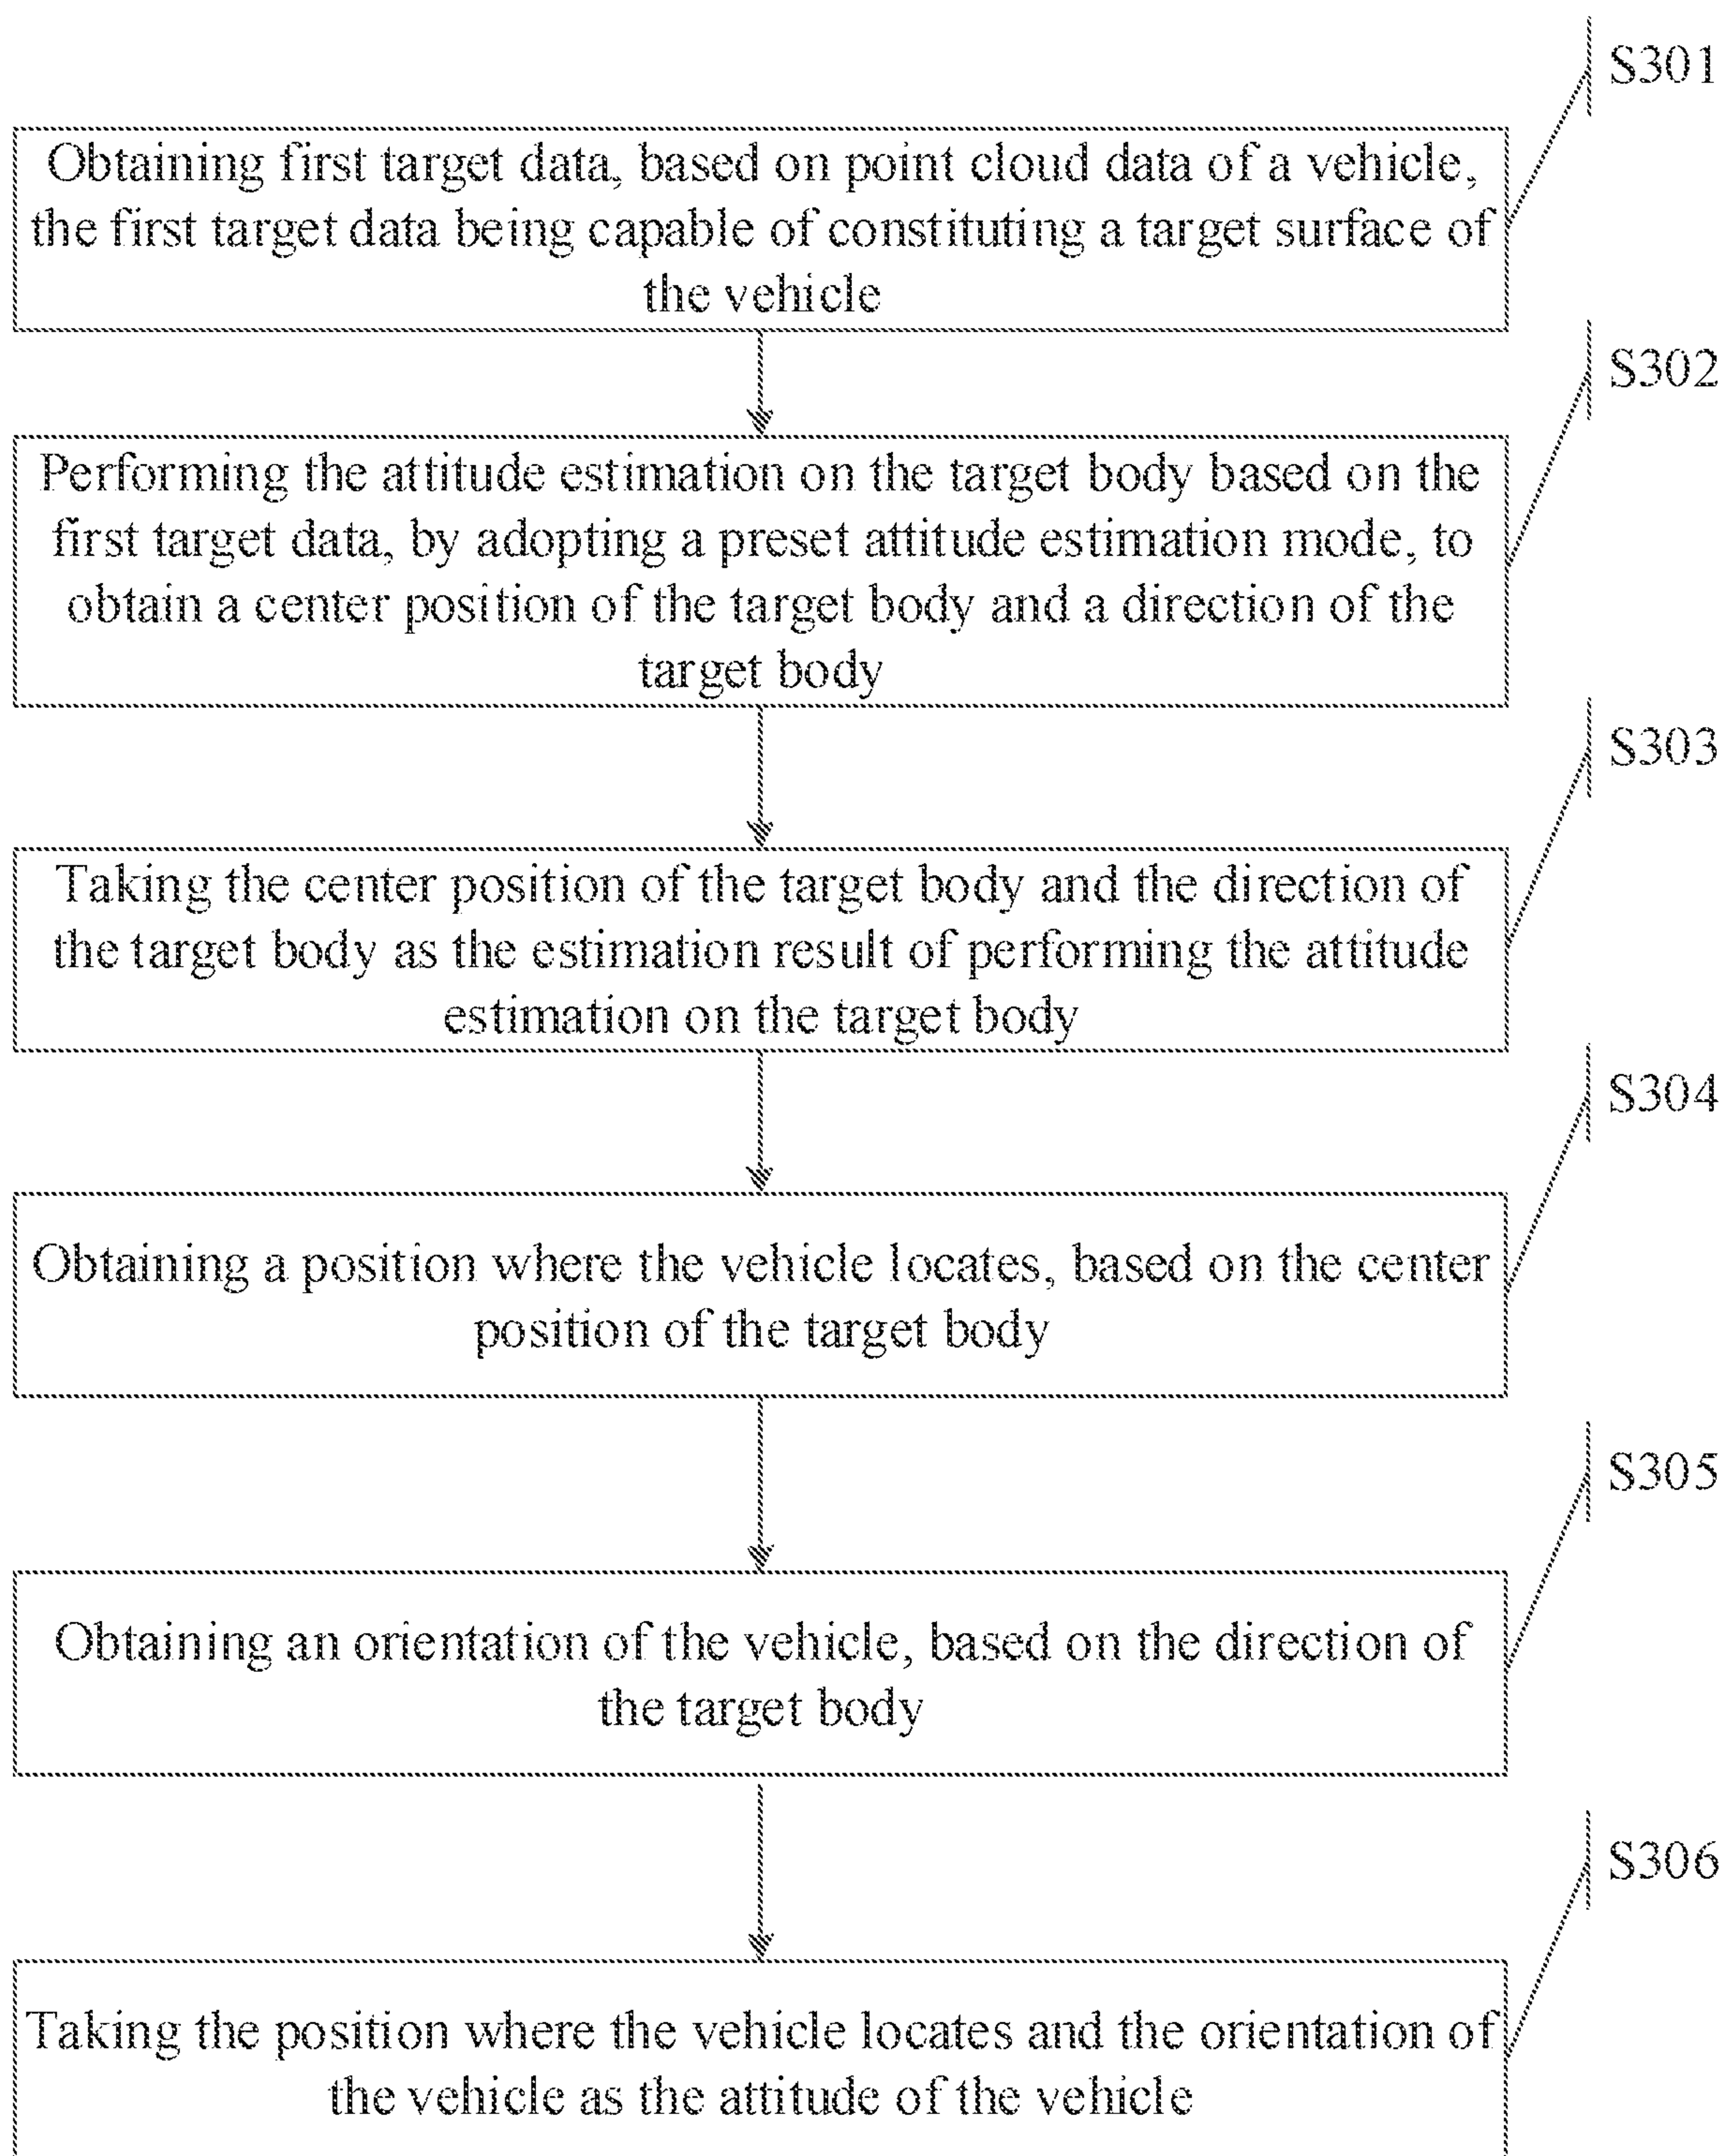 S301
Obtaining first target data, based on point cloud data of a vehicle,
the first target data being capable of constituting a target surface of
the vehicle
S302
Performing the attitude estimation on the target body based on the
first target data, by adopting a preset attitude estimation mode, to
obtain a center position of the target body and a direction of the
target body
S303
Taking the center position of the target body and the direction of
the target body as the estimation result of performing the attitude
estimation on the target body
S304
Obtaining a position where the vehicle locates, based on the center
position of the target body
S305
Obtaining an orientation of the vehicle, based on the direction of
the target body
S306
Taking the position where the vehicle locates and the orientation of
the vehicle as the attitude of the vehicle